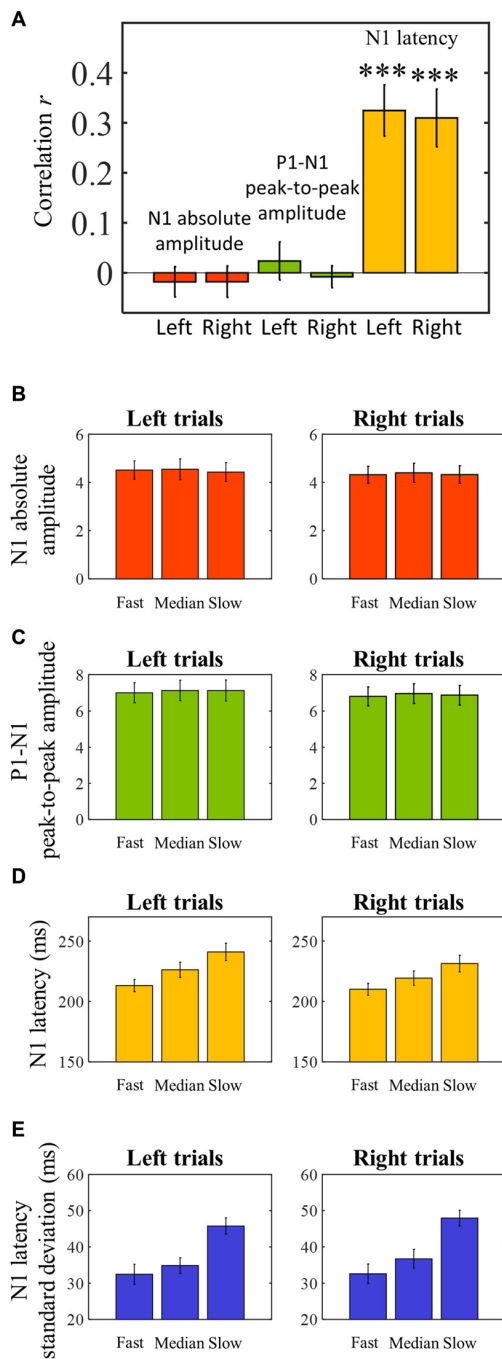 A
Correlation r
0.4
0.3
0.2
0.1
0
N1 latency
*** ***
P1-N1
peak-to-peak
amplitude
N1 absolute
amplitude
Left Right Left Right Left Right
B
Left trials
Right trials
N1 absolute
amplitude
6
4
2
0
Fast Median Slow
6
4
2
0
Fast Median Slow
C
Left trials
Right trials
P1-N1
peak-to-peak amplitude
8
6
4
2
0
Fast Median Slow
8
6
4
2
0
Fast Median Slow
D
Left trials
Right trials
N1 latency (ms)
250
200
150
Fast Median Slow
250
200
150
Fast Median Slow
E
Left trials
Right trials
N1 latency
standard deviation (ms)
60
50
40
30
20
Fast Median Slow
60
50
40
30
20
Fast Median Slow